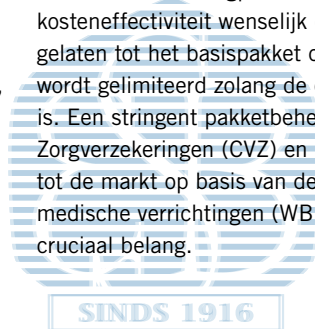 kosteneffectiviteit wenselijk
gelaten tot het basispakket
wordt gelimiteerd zolang de
is. Een stringent pakketbehe
Zorgverzekeringen (CVZ) en
tot de markt op basis van de
medische verrichtingen (WB
cruciaal belang.
SINDS 1916